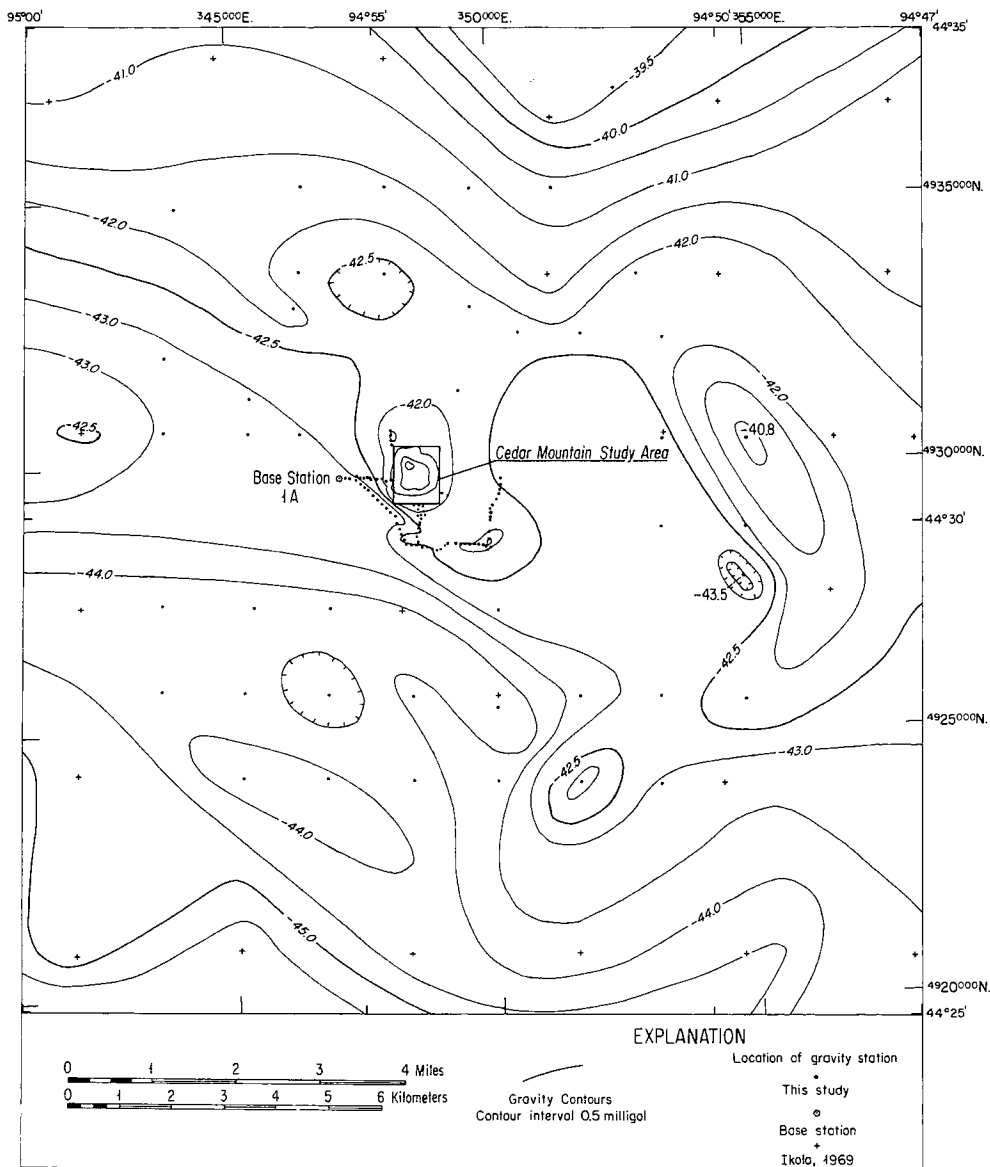 95°00' 345000E. 94°55' 350000E. 94°50' 355000E. 94°47'
44°35'
-39.5
-41.0
-40.0
-41.0
4935000N.
-42.0
-42.0
-42.5
-43.0
-42.5
-43.0
-42.0
-42.0
-42.5
-40.8
4930000N.
Cedar Mountain Study Area
Base Station
1A
44°30'
-44.0
-43.5
-42.5
4925000N.
-43.0
-42.5
-44.0
-44.0
-45.0
4920000N.
44°25'
EXPLANATION
Location of gravity station
This study
Base station
Ikola, 1969
Gravity Contours
Contour interval 0.5 milligal
0 1 2 3 4 Miles
0 1 2 3 4 5 6 Kilometers